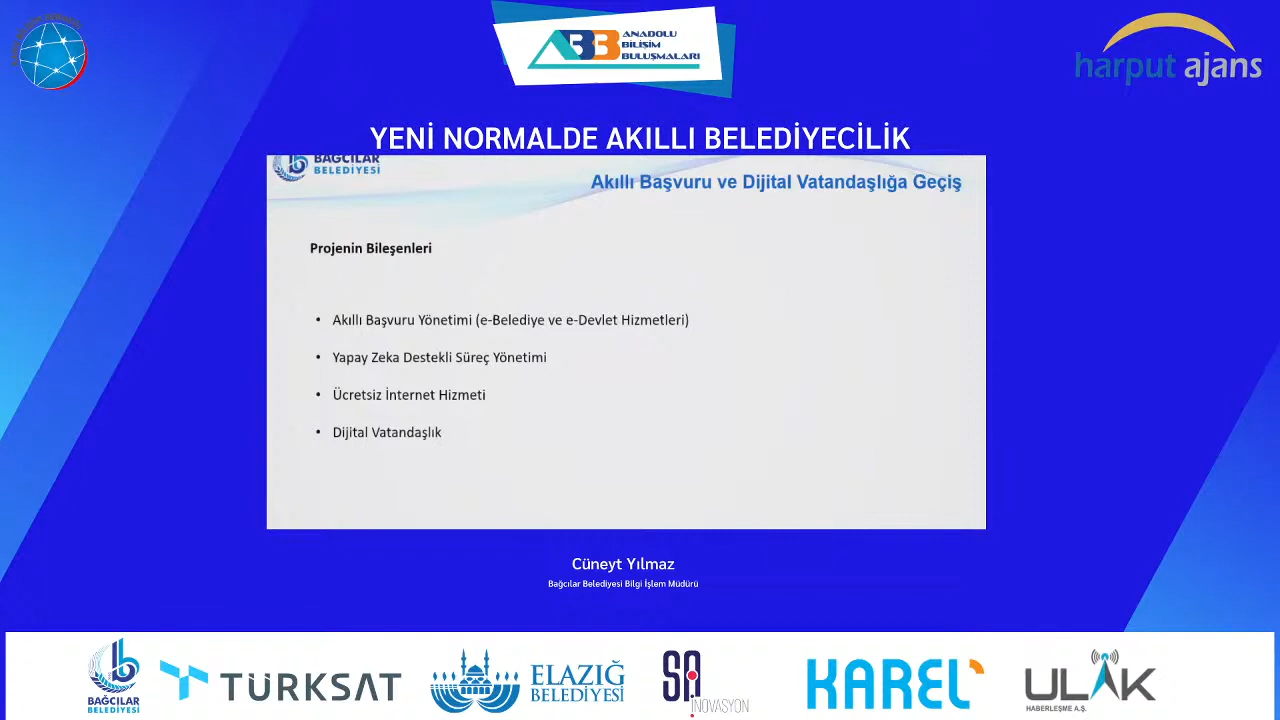 ABB ANADOLU
BİLİŞİM
BULUŞMALARI
harput ajans
YENİ NORMALDE AKILLI BELEDİYECİLİK
BAĞCILAR
BELEDİYESİ
Akıllı Başvuru ve Dijital Vatandaşlığa Geçiş
Projenin Bileşenleri
• Akıllı Başvuru Yönetimi (e-Belediye ve e-Devlet Hizmetleri)
• Yapay Zeka Destekli Süreç Yönetimi
• Ücretsiz İnternet Hizmeti
• Dijital Vatandaşlık
Cüneyt Yılmaz
Bağcılar Belediyesi Bilgi İşlem Müdürü
BAĞCILAR
BELEDİYESİ
TÜRKSAT
ELAZIĞ
BELEDİYESİ
SA
İNOVASYON
KAREL
ULAK
HABERLEŞME A.Ş.